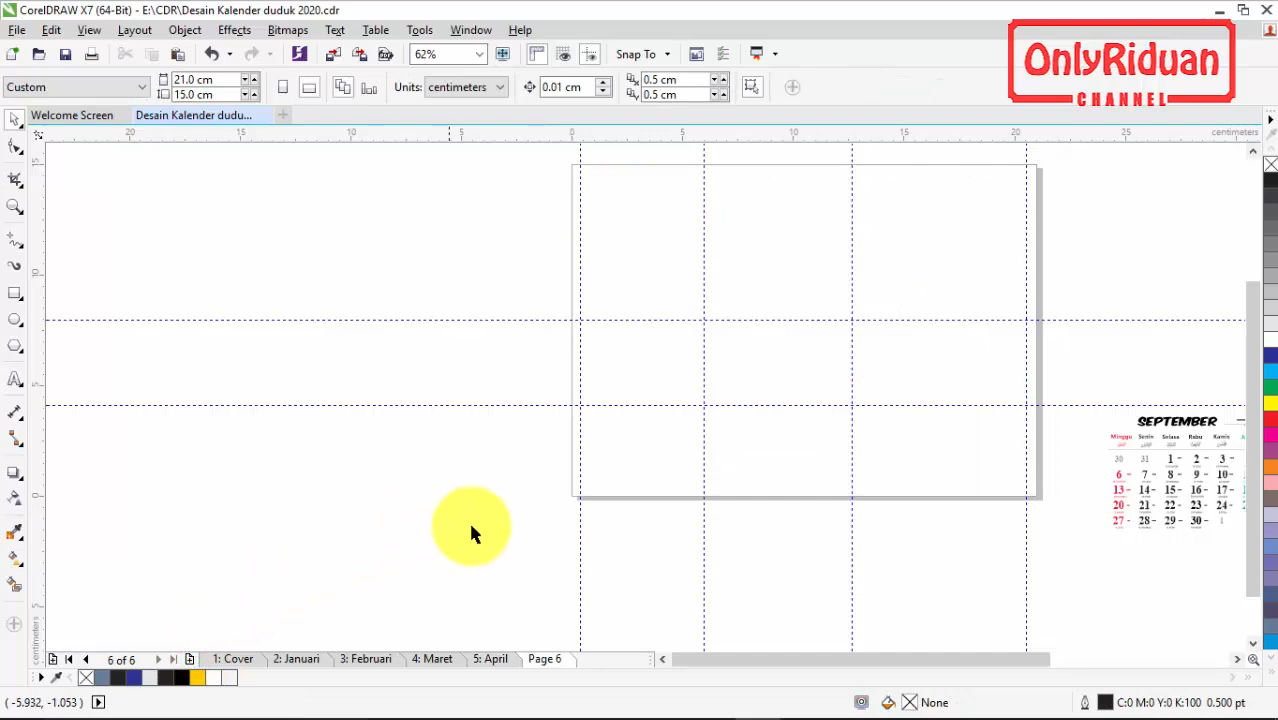 CorelDRAW X7 (64-Bit) - E:\CDR\Desain Kalender duduk 2020.cdr
File Edit View Layout Object Effects Bitmaps Text Table Tools Window Help
62% Snap To
OnlyRiduan
CHANNEL
Custom 21.0 cm 15.0 cm Units: centimeters 0.01 cm 0.5 cm 0.5 cm
Welcome Screen Desain Kalender dudu...
20 15 10 5 0 5 10 15 20 25 centimeters
15
10
5
0
5
centimeters
SEPTEMBER
Minggu Senin Selasa Rabu Kamis
30 31 1 2 3
6 7 8 9 10
13 14 15 16 17
20 21 22 23 24
27 28 29 30 1
6 of 6 1: Cover 2: Januari 3: Februari 4: Maret 5: April Page 6
( -5.932, -1.053 ) None C:0 M:0 Y:0 K:100 0.500 pt